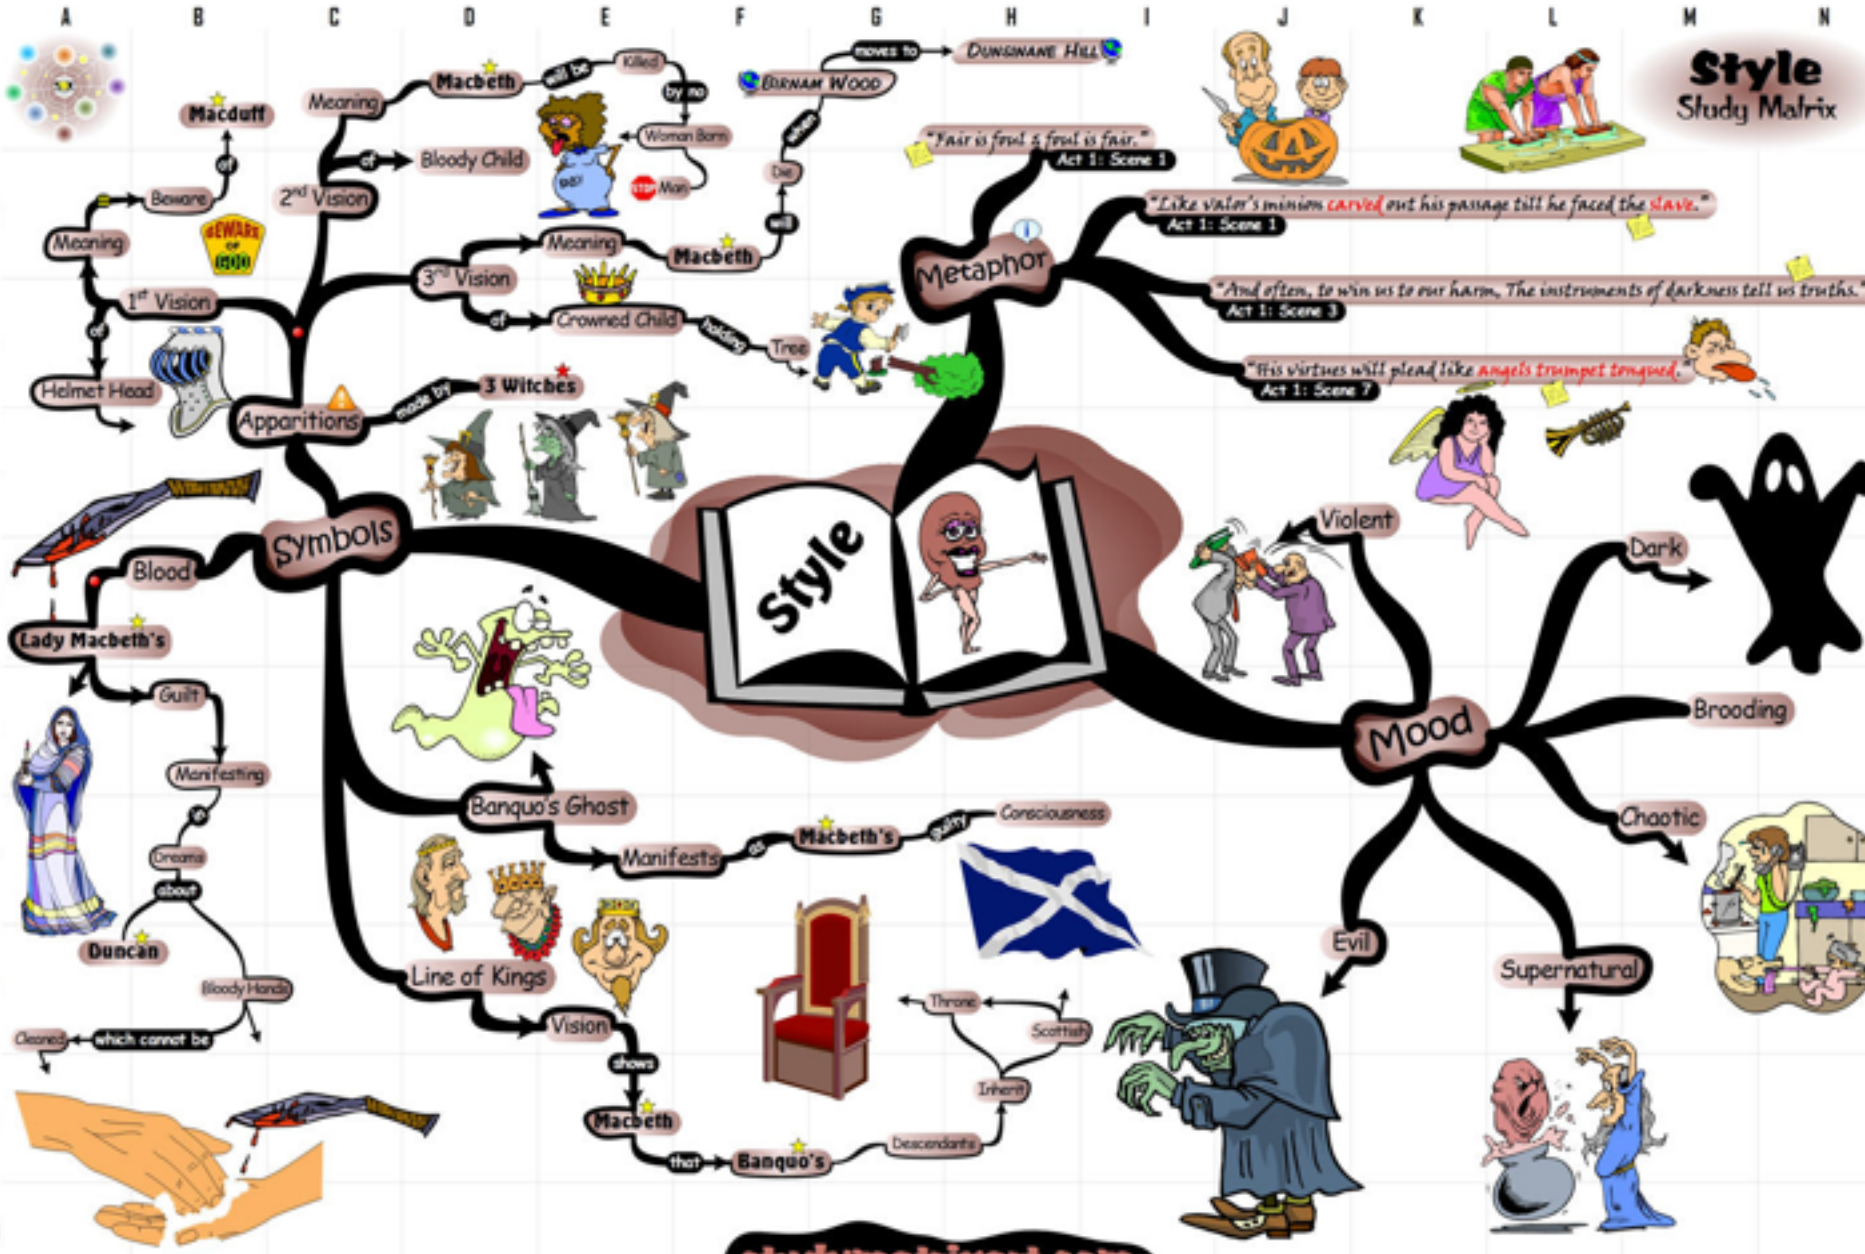 A B C D E F G H I J K L M N
Style
Study Matrix
Macduff
of
Beware
=
Meaning
BEWARE
OF
GOD
1st Vision
of
Helmet Head
Meaning
Macbeth
will be
Killed
by no
Woman Born
STOP Man
of
Bloody Child
BABY
2nd Vision
3rd Vision
Meaning
Macbeth
will
Die
when
BIRNAM WOOD
moves to
DUNSINANE HILL
of
Crowned Child
holding
Tree
Apparitions
made by
3 Witches
Symbols
Blood
Lady Macbeth's
Guilt
Manifesting
in
Dreams
about
Duncan
Bloody Hands
which cannot be
Cleaned
Banquo's Ghost
Manifests
as
Macbeth's
guilty
Consciousness
Line of Kings
Vision
shows
Macbeth
that
Banquo's
Descendants
Inherit
Scottish
Throne
Style
Metaphor
"Fair is foul & foul is fair."
Act 1: Scene 1
"Like valor's minion carved out his passage till he faced the slave."
Act 1: Scene 1
"And often, to win us to our harm, The instruments of darkness tell us truths."
Act 1: Scene 3
"His virtues will plead like angels trumpet tongued."
Act 1: Scene 7
Mood
Violent
Dark
Brooding
Chaotic
Supernatural
Evil